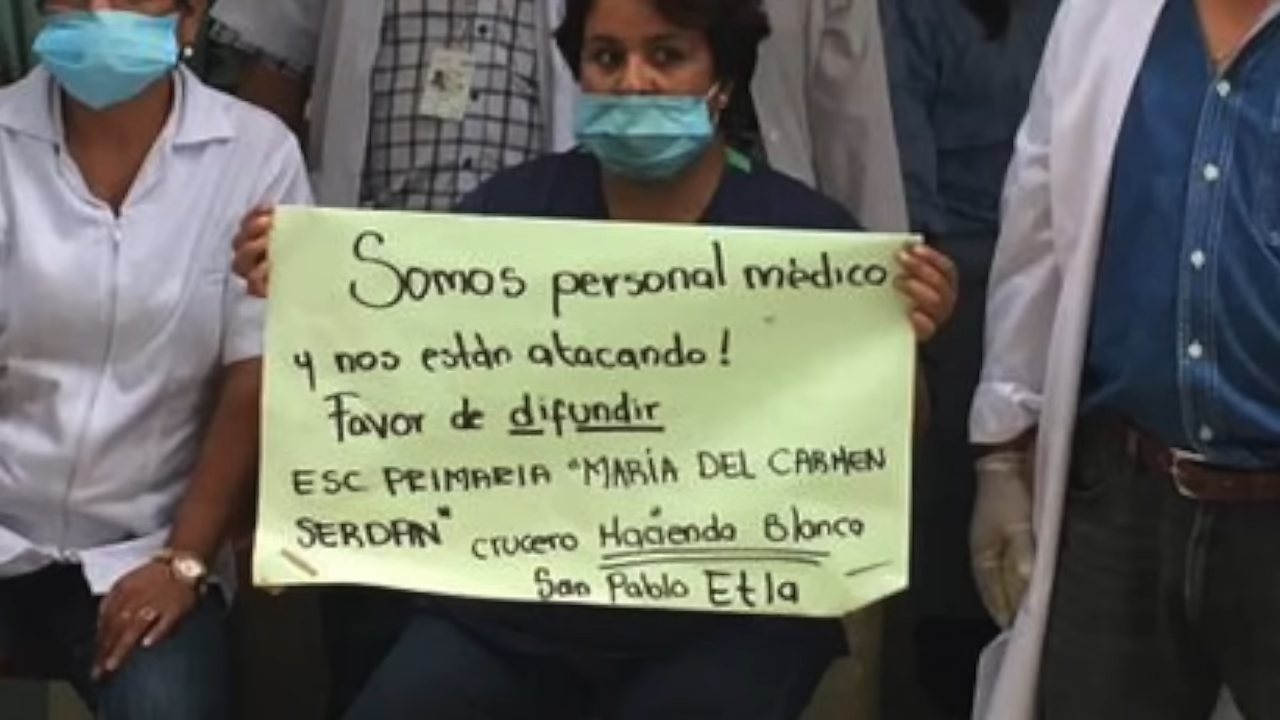 Somos personal médico
y nos están atacando!
Favor de difundir
ESC PRIMARIA "MARÍA DEL CARMEN
SERDAN" crucero Hacienda Blanca
San Pablo Etla